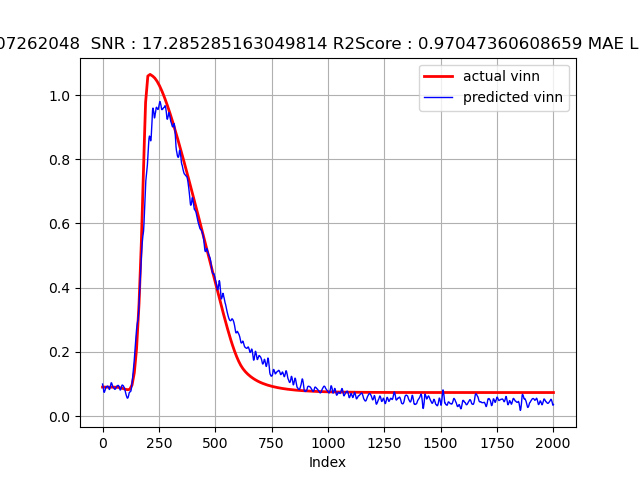 07262048 SNR : 17.285285163049814 R2Score : 0.97047360608659 MAE L
actual vinn
predicted vinn
1.0
0.8
0.6
0.4
0.2
0.0
0 250 500 750 1000 1250 1500 1750 2000
Index